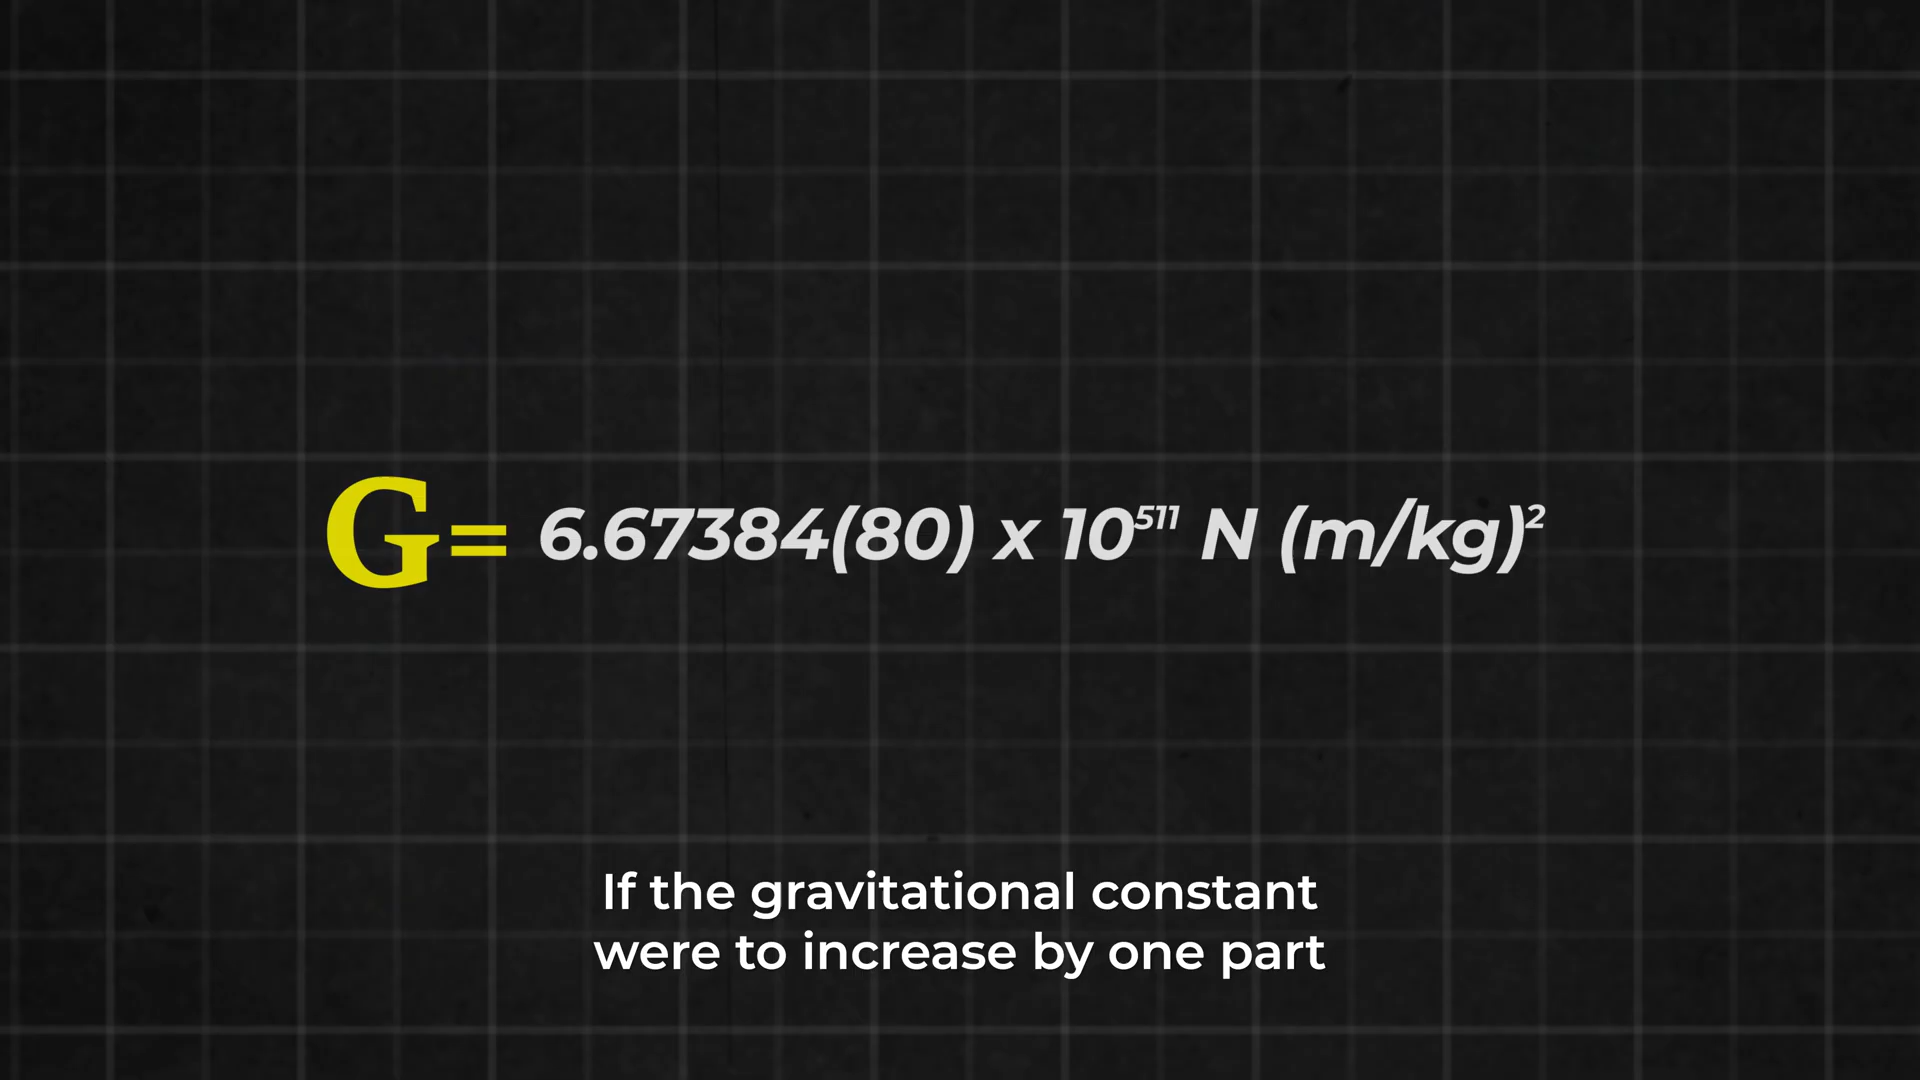 G= 6.67384(80) x 10⁵¹¹ N (m/kg)²
If the gravitational constant
were to increase by one part